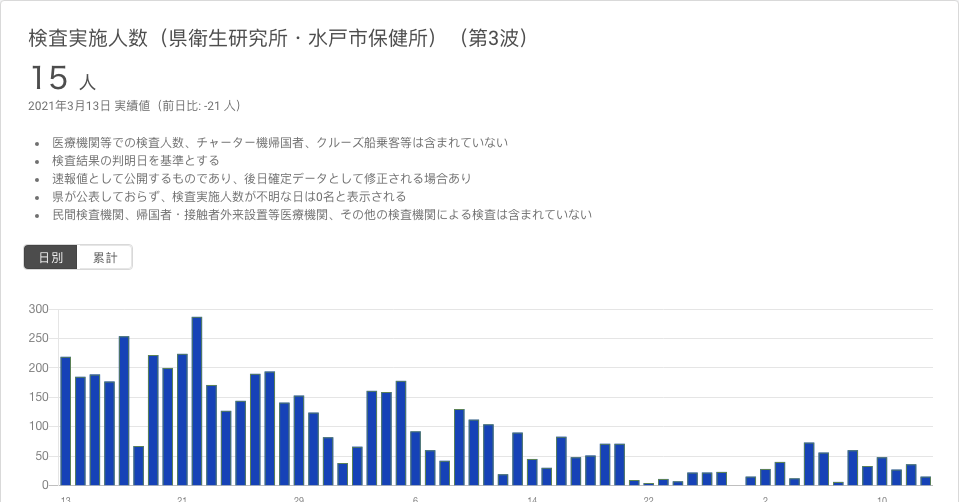 検査実施人数（県衛生研究所・水戸市保健所）（第3波）
15 人
2021年3月13日 実績値（前日比: -21 人）
• 医療機関等での検査人数、チャーター機帰国者、クルーズ船乗客等は含まれていない
• 検査結果の判明日を基準とする
• 速報値として公開するものであり、後日確定データとして修正される場合あり
• 県が公表しておらず、検査実施人数が不明な日は0名と表示される
• 民間検査機関、帰国者・接触者外来設置等医療機関、その他の検査機関による検査は含まれていない
日別 累計
300
250
200
150
100
50
0
13 21 29 6 14 22 2 10